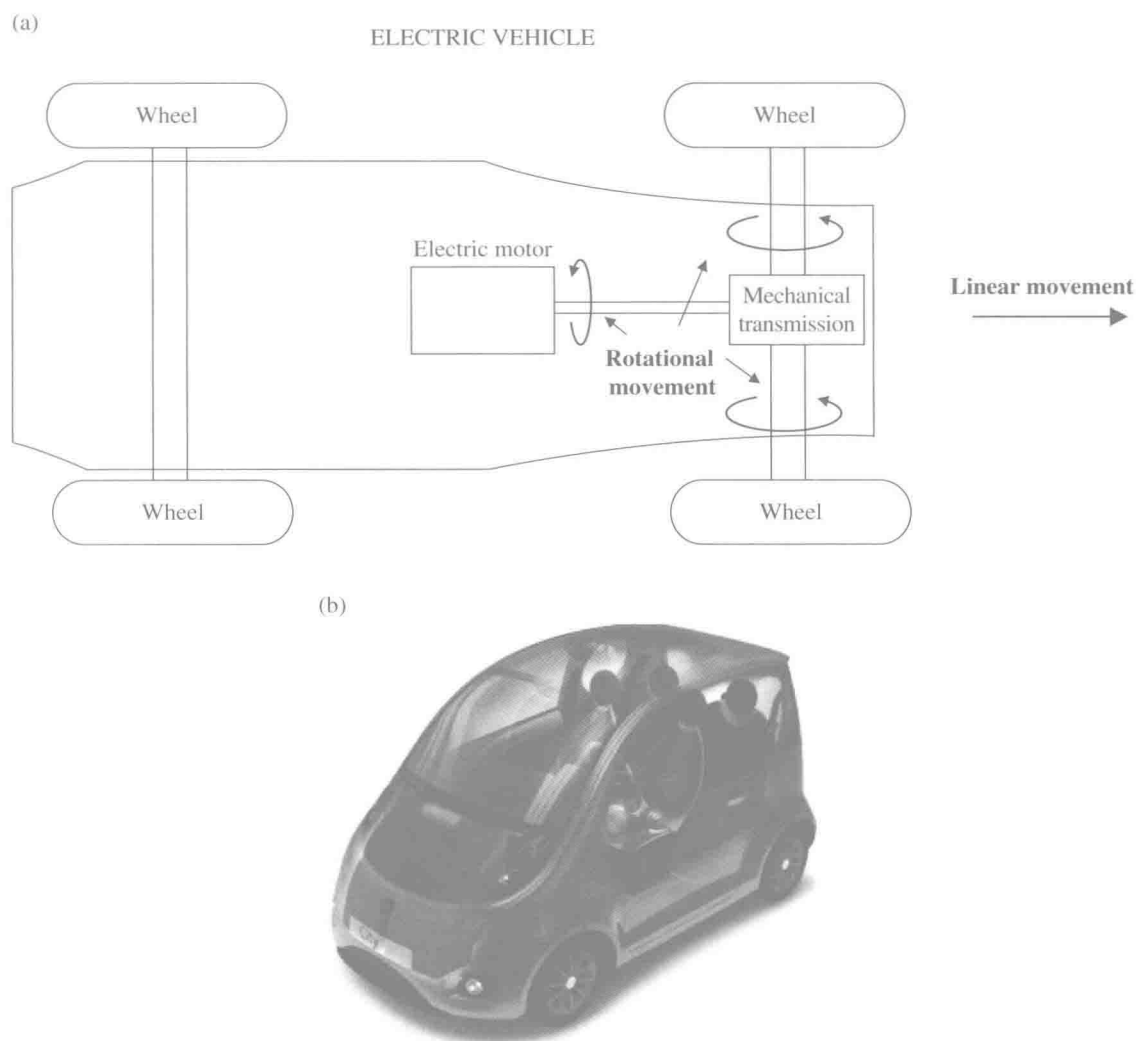 (a)
ELECTRIC VEHICLE
Wheel
Wheel
Electric motor
Mechanical
transmission
Linear movement
Rotational
movement
Wheel
Wheel
(b)